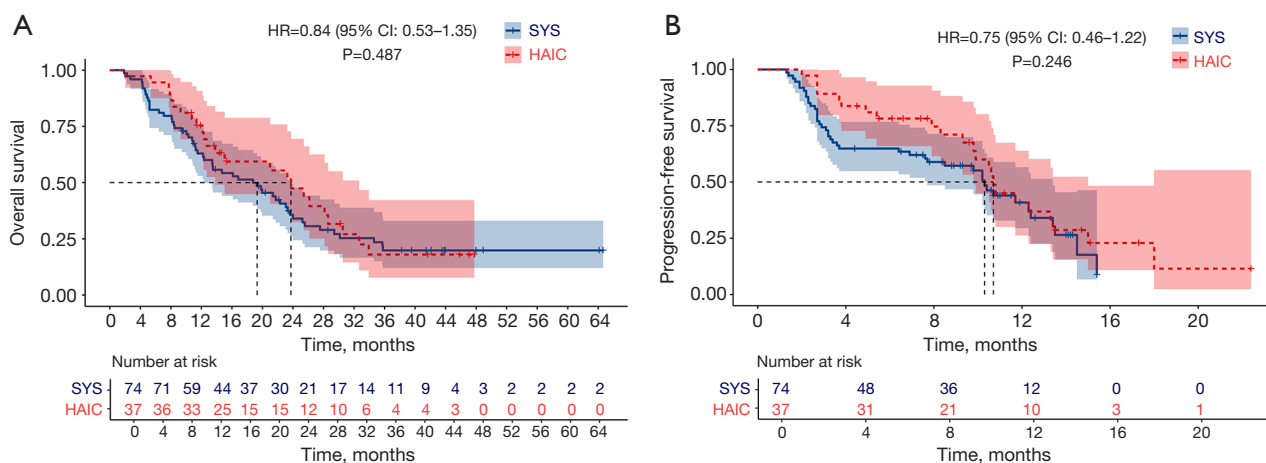 A
HR=0.84 (95% CI: 0.53–1.35)
P=0.487
SYS
HAIC
Overall survival
1.00
0.75
0.50
0.25
0.00
0 4 8 12 16 20 24 28 32 36 40 44 48 52 56 60 64
Time, months
Number at risk
SYS 74 71 59 44 37 30 21 17 14 11 9 4 3 2 2 2 2
HAIC 37 36 33 25 15 15 12 10 6 4 4 3 0 0 0 0 0
0 4 8 12 16 20 24 28 32 36 40 44 48 52 56 60 64
Time, months
B
HR=0.75 (95% CI: 0.46–1.22)
P=0.246
SYS
HAIC
Progression-free survival
1.00
0.75
0.50
0.25
0.00
0 4 8 12 16 20
Time, months
Number at risk
SYS 74 48 36 12 0 0
HAIC 37 31 21 10 3 1
0 4 8 12 16 20
Time, months